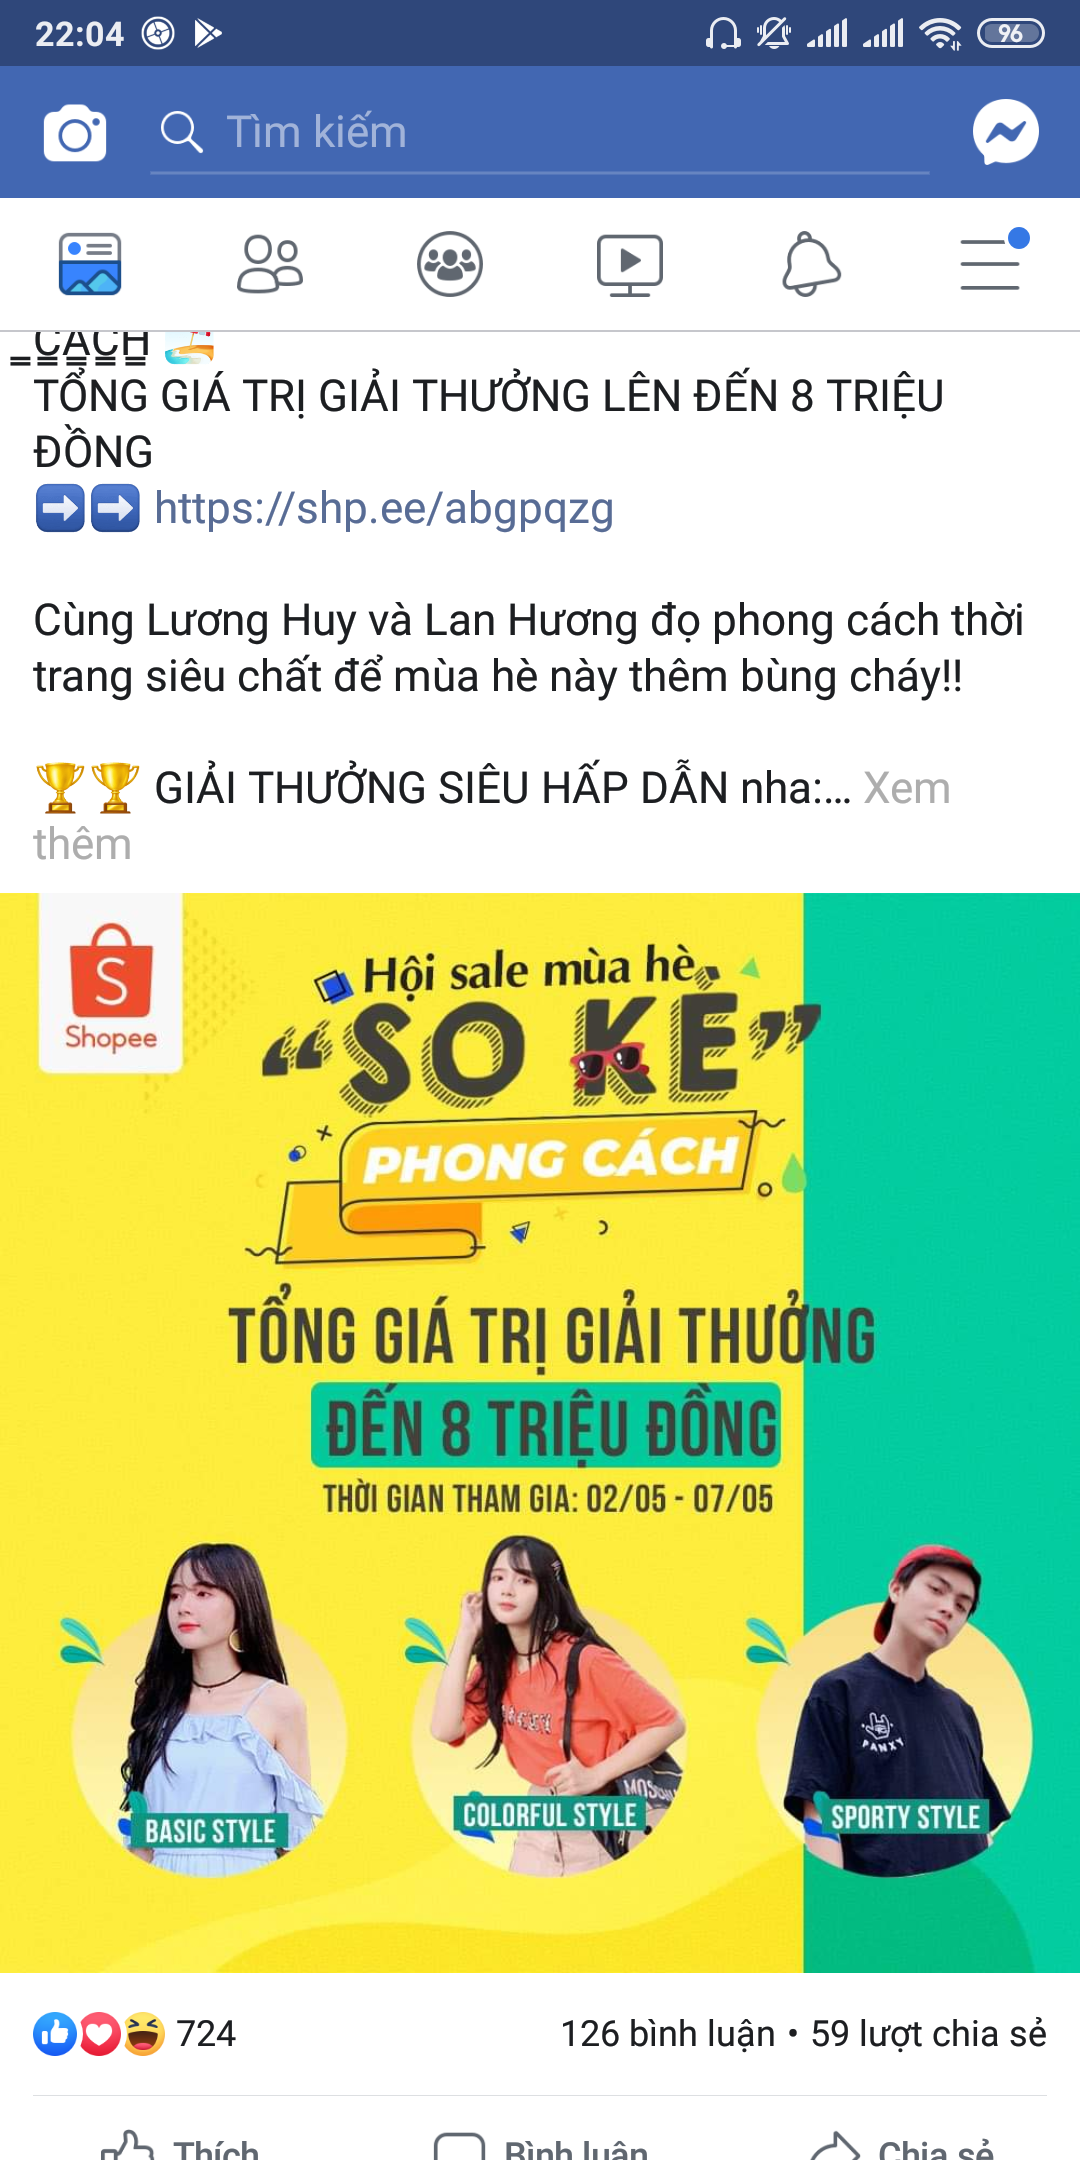 22:04
96
Tìm kiếm
CÁCH
TỔNG GIÁ TRỊ GIẢI THƯỞNG LÊN ĐẾN 8 TRIỆU
ĐỒNG
https://shp.ee/abgpqzg
Cùng Lương Huy và Lan Hương đọ phong cách thời
trang siêu chất để mùa hè này thêm bùng cháy!!
GIẢI THƯỞNG SIÊU HẤP DẪN nha:... Xem
thêm
S
Shopee
Hội sale mùa hè
“SO KÈ”
PHONG CÁCH
TỔNG GIÁ TRỊ GIẢI THƯỞNG
ĐẾN 8 TRIỆU ĐỒNG
THỜI GIAN THAM GIA: 02/05 - 07/05
PANXY
BASIC STYLE
COLORFUL STYLE
SPORTY STYLE
724
126 bình luận • 59 lượt chia sẻ
Thích
Bình luận
Chia sẻ